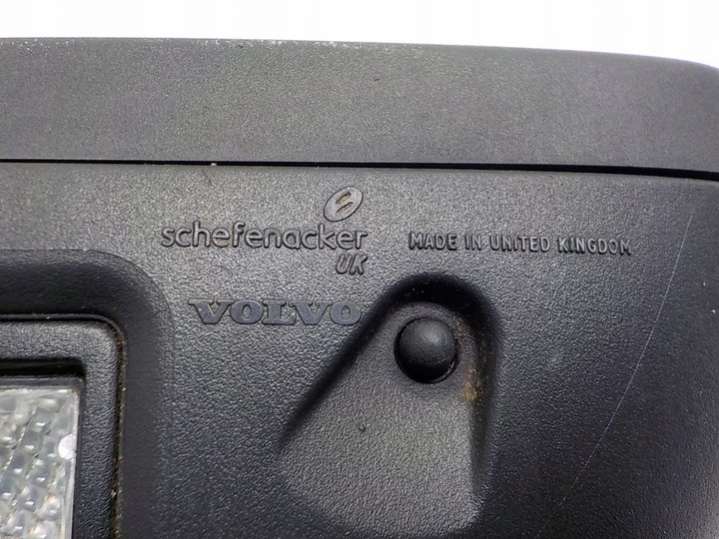 schefenacker MADE IN UNITED KINGDOM
UK
VOLVO